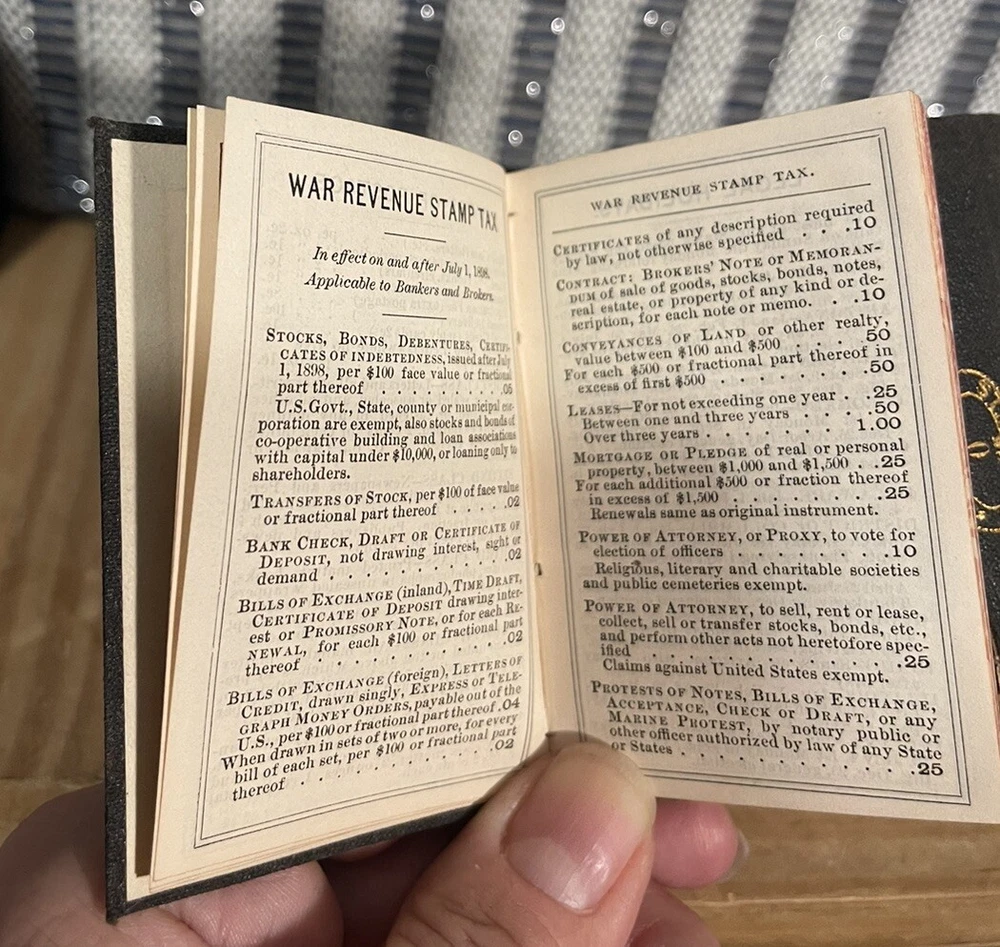 WAR REVENUE STAMP TAX
In effect on and after July 1, 1898.
Applicable to Bankers and Brokers.
STOCKS, BONDS, DEBENTURES, CERTIFI-
CATES OF INDEBTEDNESS, issued after July
1, 1898, per $100 face value or fractional
part thereof . . . . . . . . . .05
U.S.Govt., State, county or municipal cor-
poration are exempt, also stocks and bonds of
co-operative building and loan associations
with capital under $10,000, or loaning only to
shareholders.
TRANSFERS OF STOCK, per $100 of face value
or fractional part thereof . . . . . .02
BANK CHECK, DRAFT OR CERTIFICATE OF
DEPOSIT, not drawing interest, sight or
demand . . . . . . . . . . . .02
BILLS OF EXCHANGE (inland), TIME DRAFT,
CERTIFICATE OF DEPOSIT drawing inter-
est or PROMISSORY NOTE, or for each RE-
NEWAL, for each $100 or fractional part
thereof . . . . . . . . . . . .02
BILLS OF EXCHANGE (foreign), LETTERS OF
CREDIT, drawn singly, EXPRESS or TELE-
GRAPH MONEY ORDERS, payable out of the
U.S., per $100 or fractional part thereof .04
When drawn in sets of two or more, for every
bill of each set, per $100 or fractional part
thereof . . . . . . . . . . . .02
WAR REVENUE STAMP TAX.
CERTIFICATES of any description required
by law, not otherwise specified . . . .10
CONTRACT: BROKERS' NOTE or MEMORAN-
DUM of sale of goods, stocks, bonds, notes,
real estate, or property of any kind or de-
scription, for each note or memo. . . .10
CONVEYANCES OF LAND or other realty,
value between $100 and $500 . . . . .50
For each $500 or fractional part thereof in
excess of first $500 . . . . . . . . .50
LEASES—For not exceeding one year . .25
Between one and three years . . . .50
Over three years . . . . . . . . 1.00
MORTGAGE OR PLEDGE of real or personal
property, between $1,000 and $1,500 . .25
For each additional $500 or fraction thereof
in excess of $1,500 . . . . . . . . .25
Renewals same as original instrument.
POWER OF ATTORNEY, OR PROXY, to vote for
election of officers . . . . . . . . .10
Religious, literary and charitable societies
and public cemeteries exempt.
POWER OF ATTORNEY, to sell, rent or lease,
collect, sell or transfer stocks, bonds, etc.,
and perform other acts not heretofore spec-
ified . . . . . . . . . . . . . .25
Claims against United States exempt.
PROTESTS OF NOTES, BILLS OF EXCHANGE,
ACCEPTANCE, CHECK OR DRAFT, or any
MARINE PROTEST, by notary public or
other officer authorized by law of any State
or States . . . . . . . . . . . .25